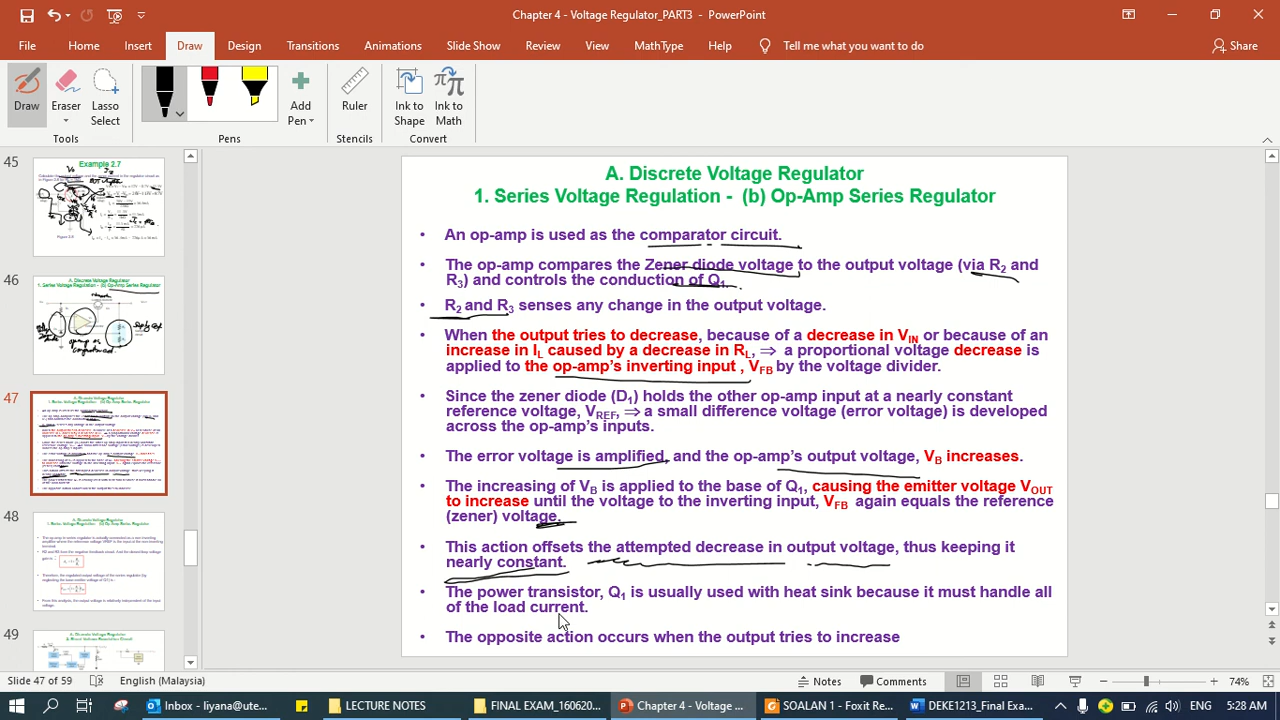 Chapter 4 - Voltage Regulator_PART3 - PowerPoint
File Home Insert Draw Design Transitions Animations Slide Show Review View MathType Help Tell me what you want to do Share
Draw Eraser Lasso Select Add Pen Ruler Ink to Shape Ink to Math
Tools Pens Stencils Convert
45
Example 2.7
46
A. Discrete Voltage Regulator
1. Series Voltage Regulation - (b) Op-Amp Series Regulator
47
48
49
A. Discrete Voltage Regulator
1. Series Voltage Regulation - (b) Op-Amp Series Regulator
• An op-amp is used as the comparator circuit.
• The op-amp compares the Zener diode voltage to the output voltage (via R2 and
R3) and controls the conduction of Q1.
• R2 and R3 senses any change in the output voltage.
• When the output tries to decrease, because of a decrease in VIN or because of an
increase in IL caused by a decrease in RL, ⇒ a proportional voltage decrease is
applied to the op-amp's inverting input , VFB by the voltage divider.
• Since the zener diode (D1) holds the other op-amp input at a nearly constant
reference voltage, VREF, ⇒ a small different voltage (error voltage) is developed
across the op-amp's inputs.
• The error voltage is amplified, and the op-amp's output voltage, VB increases.
• The increasing of VB is applied to the base of Q1, causing the emitter voltage VOUT
to increase until the voltage to the inverting input, VFB again equals the reference
(zener) voltage.
• This action offsets the attempted decrease in output voltage, thus keeping it
nearly constant.
• The power transistor, Q1 is usually used with heat sink because it must handle all
of the load current.
• The opposite action occurs when the output tries to increase
Slide 47 of 59 English (Malaysia) Notes Comments 74%
Inbox - liyana@ute... LECTURE NOTES FINAL EXAM_160620... Chapter 4 - Voltage ... SOALAN 1 - Foxit Re... DEKE1213_Final Exa... ENG 5:28 AM